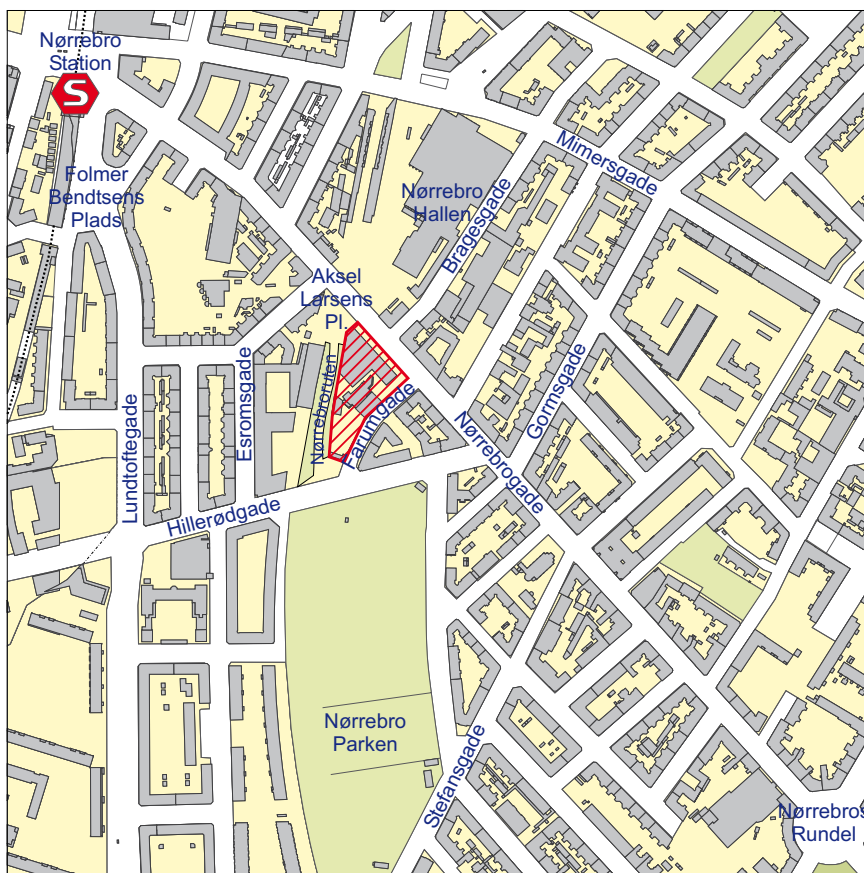 Nørrebro
Station
S
Folmer
Bendtsens
Plads
Mimersgade
Nørrebro
Hallen
Bragesgade
Aksel
Larsens
Pl.
Esromsgade
Nørrebroruten
Farumgade
Gormsgade
Nørrebrogade
Lundtoftegade
Hillerødgade
Nørrebro
Parken
Stefansgade
Nørrebros
Rundel